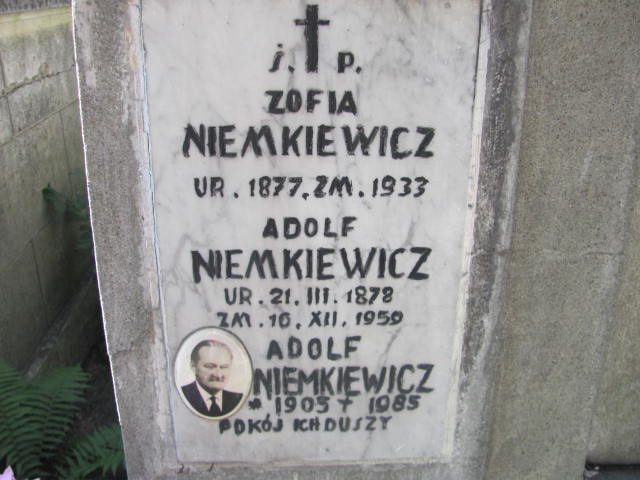 ś. p.
ZOFIA
NIEMKIEWICZ
UR. 1877. ZM. 1933
ADOLF
NIEMKIEWICZ
UR. 21. III. 1878
ZM. 10. XII. 1959
ADOLF
NIEMKIEWICZ
* 1905 + 1985
POKÓJ ICH DUSZY